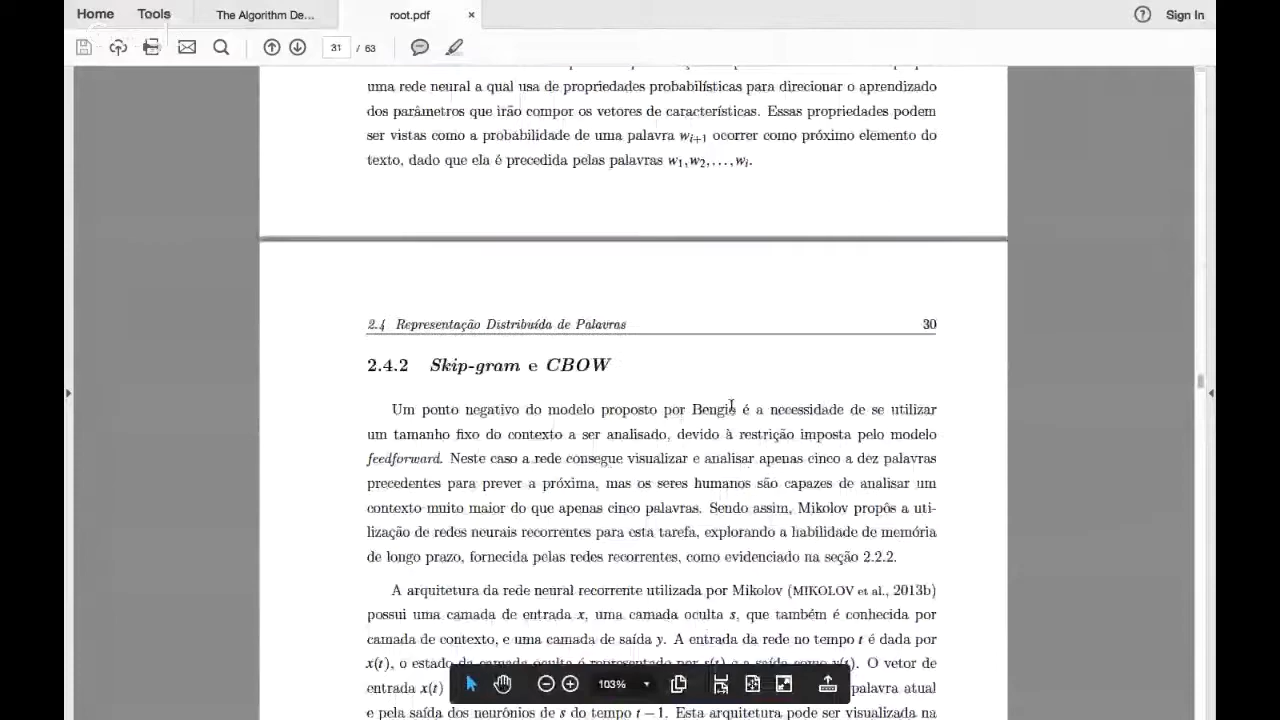 Home Tools The Algorithm De... root.pdf × Sign In
31 / 63
uma rede neural a qual usa de propriedades probabilísticas para direcionar o aprendizado
dos parâmetros que irão compor os vetores de características. Essas propriedades podem
ser vistas como a probabilidade de uma palavra wi+1 ocorrer como próximo elemento do
texto, dado que ela é precedida pelas palavras w1,w2,...,wi.
2.4 Representação Distribuída de Palavras 30
2.4.2 Skip-gram e CBOW
Um ponto negativo do modelo proposto por Bengio é a necessidade de se utilizar
um tamanho fixo do contexto a ser analisado, devido à restrição imposta pelo modelo
feedforward. Neste caso a rede consegue visualizar e analisar apenas cinco a dez palavras
precedentes para prever a próxima, mas os seres humanos são capazes de analisar um
contexto muito maior do que apenas cinco palavras. Sendo assim, Mikolov propôs a uti-
lização de redes neurais recorrentes para esta tarefa, explorando a habilidade de memória
de longo prazo, fornecida pelas redes recorrentes, como evidenciado na seção 2.2.2.
A arquitetura da rede neural recorrente utilizada por Mikolov (MIKOLOV et al., 2013b)
possui uma camada de entrada x, uma camada oculta s, que também é conhecida por
camada de contexto, e uma camada de saída y. A entrada da rede no tempo t é dada por
x(t), o estado da camada oculta é representado por s(t) e a saída como y(t). O vetor de
entrada x(t) palavra atual
103%
e pela saída dos neurônios de s do tempo t − 1. Esta arquitetura pode ser visualizada na